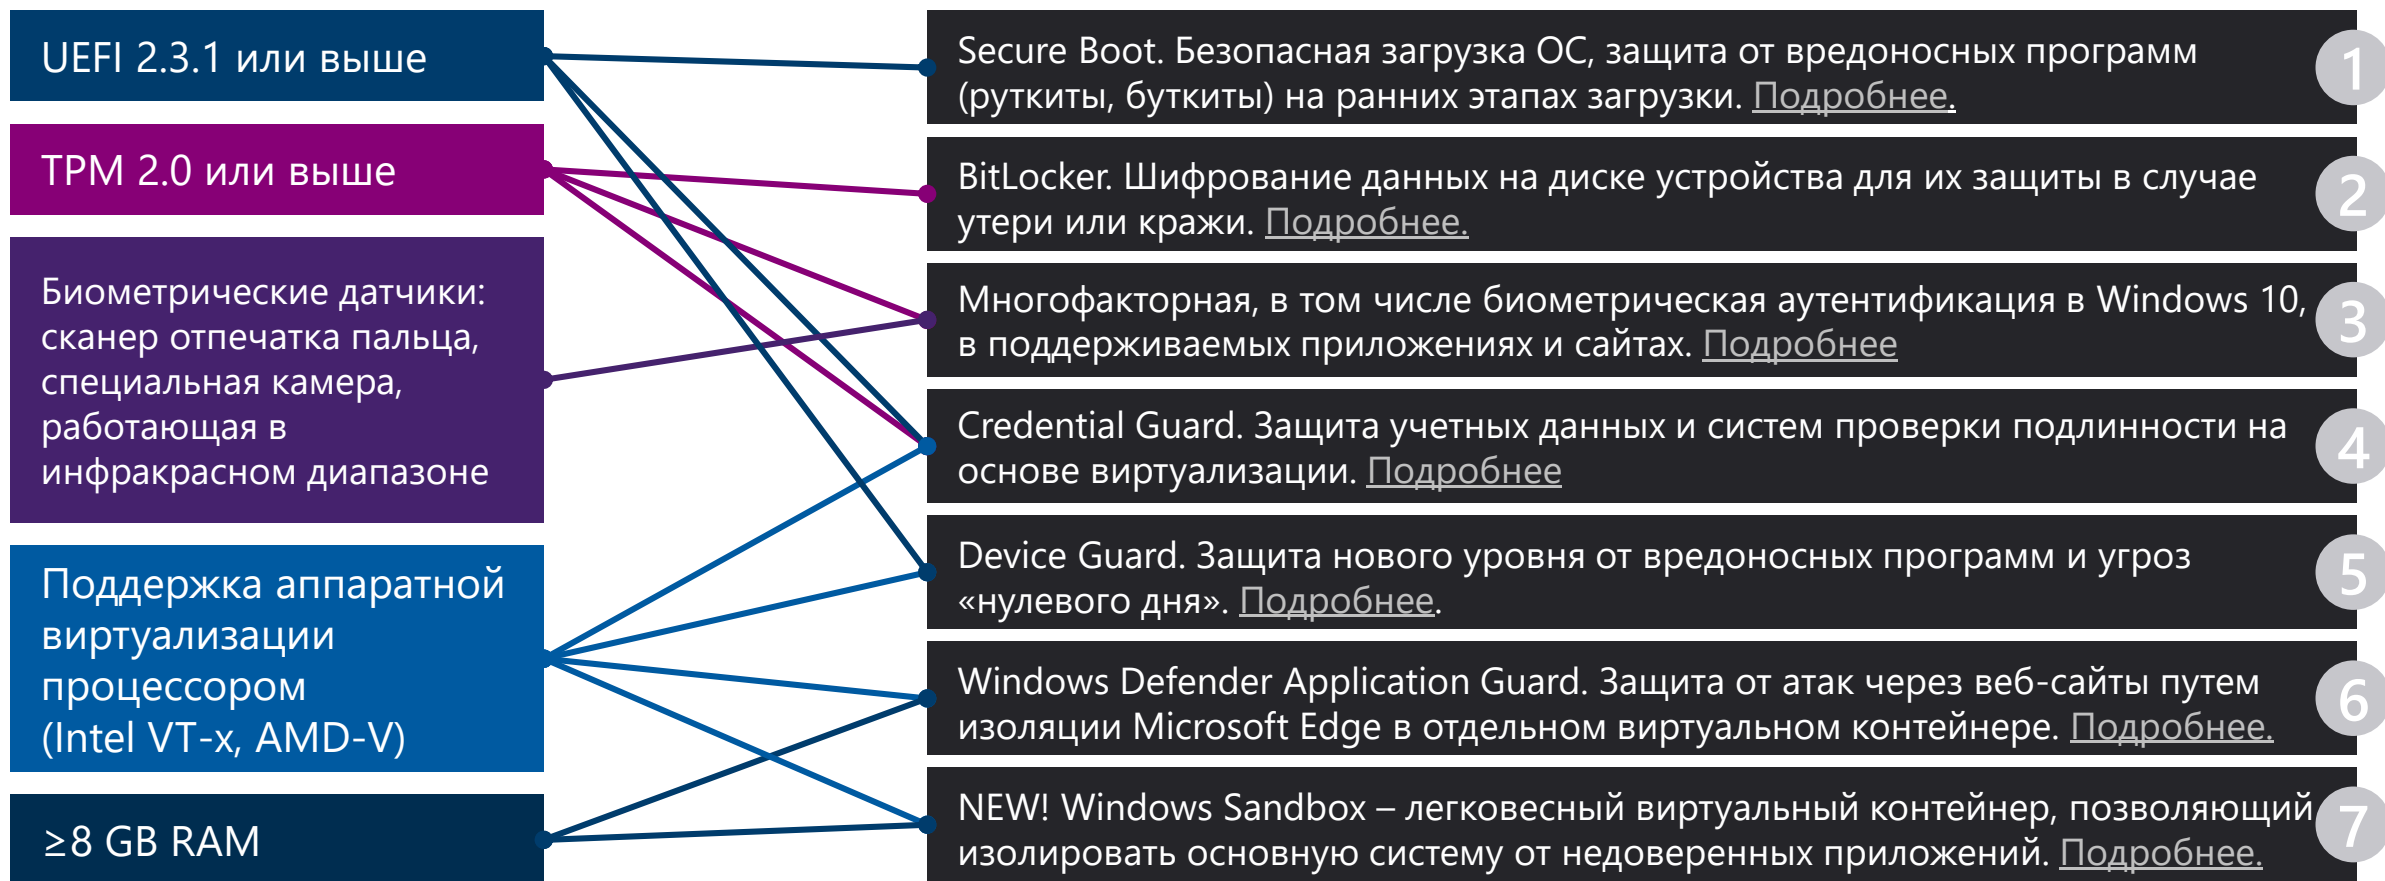 UEFI 2.3.1 или выше
TPM 2.0 или выше
Биометрические датчики:
сканер отпечатка пальца,
специальная камера,
работающая в
инфракрасном диапазоне
Поддержка аппаратной
виртуализации
процессором
(Intel VT-x, AMD-V)
≥8 GB RAM
Secure Boot. Безопасная загрузка ОС, защита от вредоносных программ
(руткиты, буткиты) на ранних этапах загрузки. Подробнее.
1
BitLocker. Шифрование данных на диске устройства для их защиты в случае
утери или кражи. Подробнее.
2
Многофакторная, в том числе биометрическая аутентификация в Windows 10,
в поддерживаемых приложениях и сайтах. Подробнее
3
Credential Guard. Защита учетных данных и систем проверки подлинности на
основе виртуализации. Подробнее
4
Device Guard. Защита нового уровня от вредоносных программ и угроз
«нулевого дня». Подробнее.
5
Windows Defender Application Guard. Защита от атак через веб-сайты путем
изоляции Microsoft Edge в отдельном виртуальном контейнере. Подробнее.
6
NEW! Windows Sandbox – легковесный виртуальный контейнер, позволяющий
изолировать основную систему от недоверенных приложений. Подробнее.
7